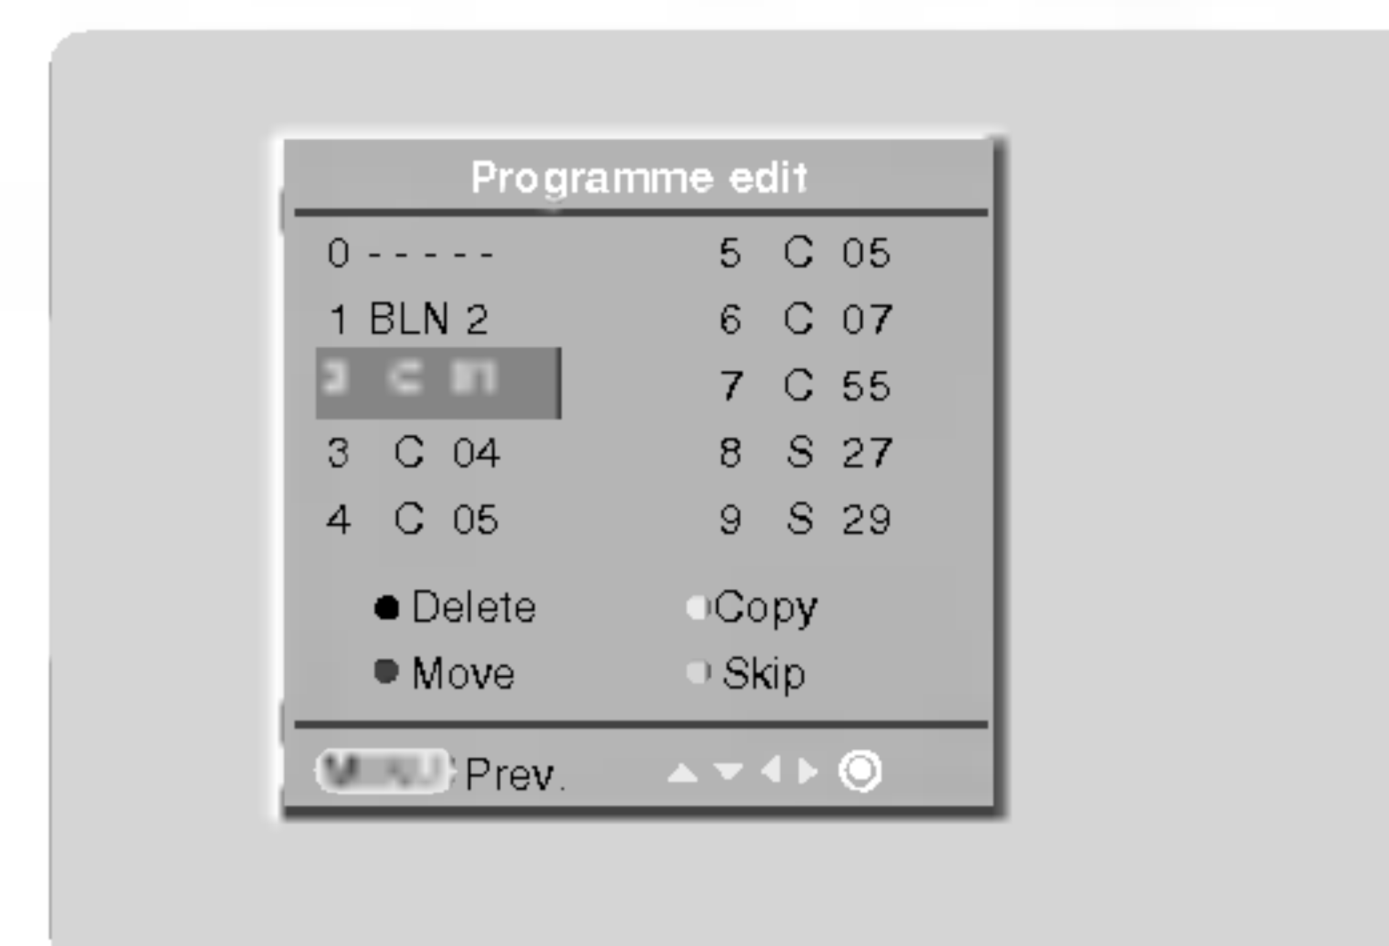 Programme edit
0 - - - - -
5 C 05
1 BLN 2
6 C 07
C
7 C 55
3 C 04
8 S 27
4 C 05
9 S 29
Delete
Copy
Move
Skip
MENU Prev.